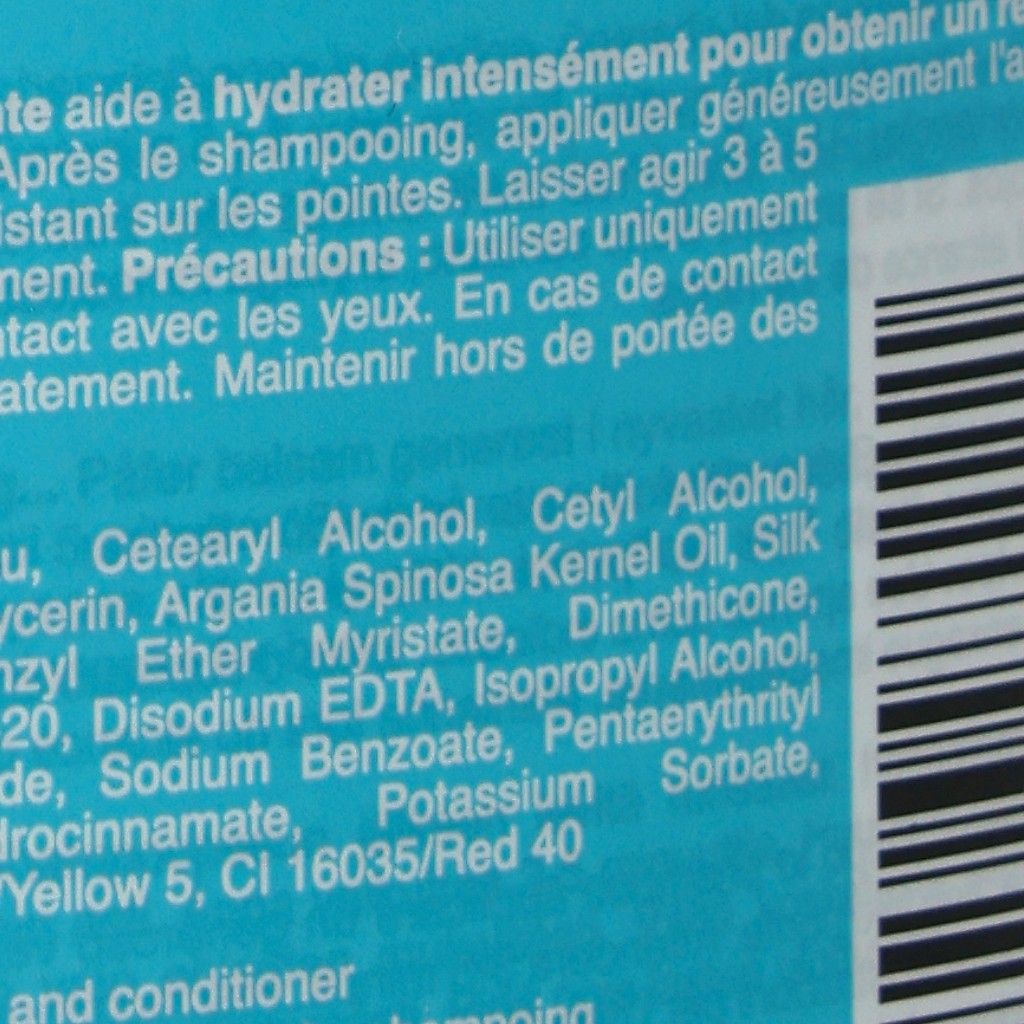 nte aide à hydrater intensément pour obtenir un re
Après le shampooing, appliquer généreusement l'a
istant sur les pointes. Laisser agir 3 à 5
ment. Précautions : Utiliser uniquement
ntact avec les yeux. En cas de contact
atement. Maintenir hors de portée des
u, Cetearyl Alcohol, Cetyl Alcohol,
ycerin, Argania Spinosa Kernel Oil, Silk
nzyl Ether Myristate, Dimethicone,
-20, Disodium EDTA, Isopropyl Alcohol,
de, Sodium Benzoate, Pentaerythrityl
drocinnamate, Potassium Sorbate,
/Yellow 5, CI 16035/Red 40
and conditioner